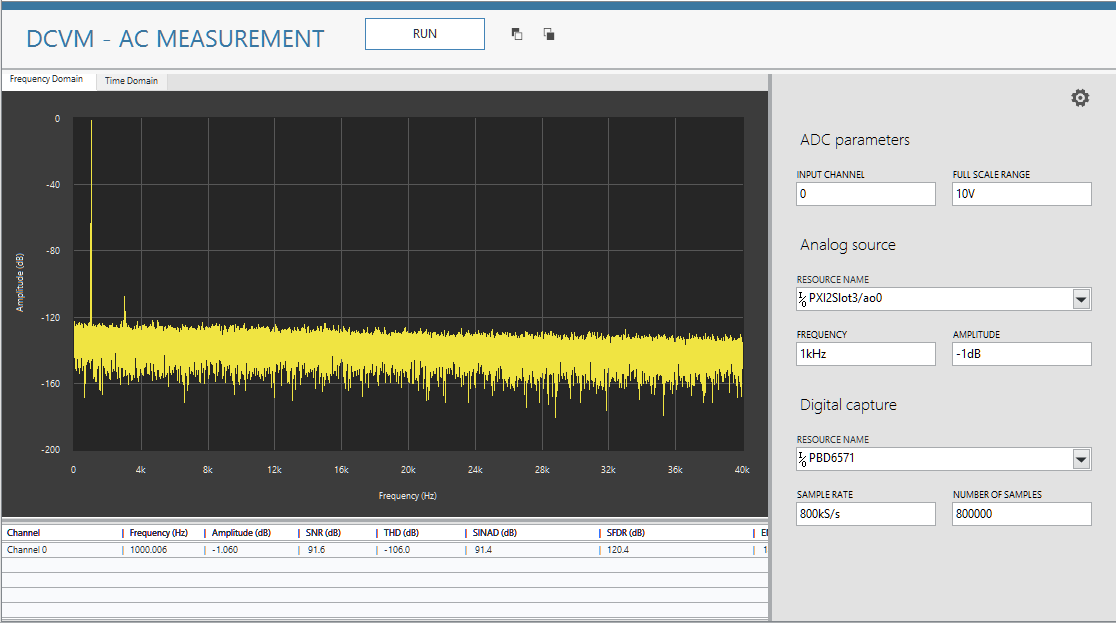 DCVM - AC MEASUREMENT
RUN
Frequency Domain
Time Domain
0
-40
-80
-120
-160
-200
Amplitude (dB)
0 4k 8k 12k 16k 20k 24k 28k 32k 36k 40k
Frequency (Hz)
Channel Frequency (Hz) Amplitude (dB) SNR (dB) THD (dB) SINAD (dB) SFDR (dB)
Channel 0 1000.006 -1.060 91.6 -106.0 91.4 120.4
ADC parameters
INPUT CHANNEL
0
FULL SCALE RANGE
10V
Analog source
RESOURCE NAME
PXI2Slot3/ao0
FREQUENCY
1kHz
AMPLITUDE
-1dB
Digital capture
RESOURCE NAME
PBD6571
SAMPLE RATE
800kS/s
NUMBER OF SAMPLES
800000